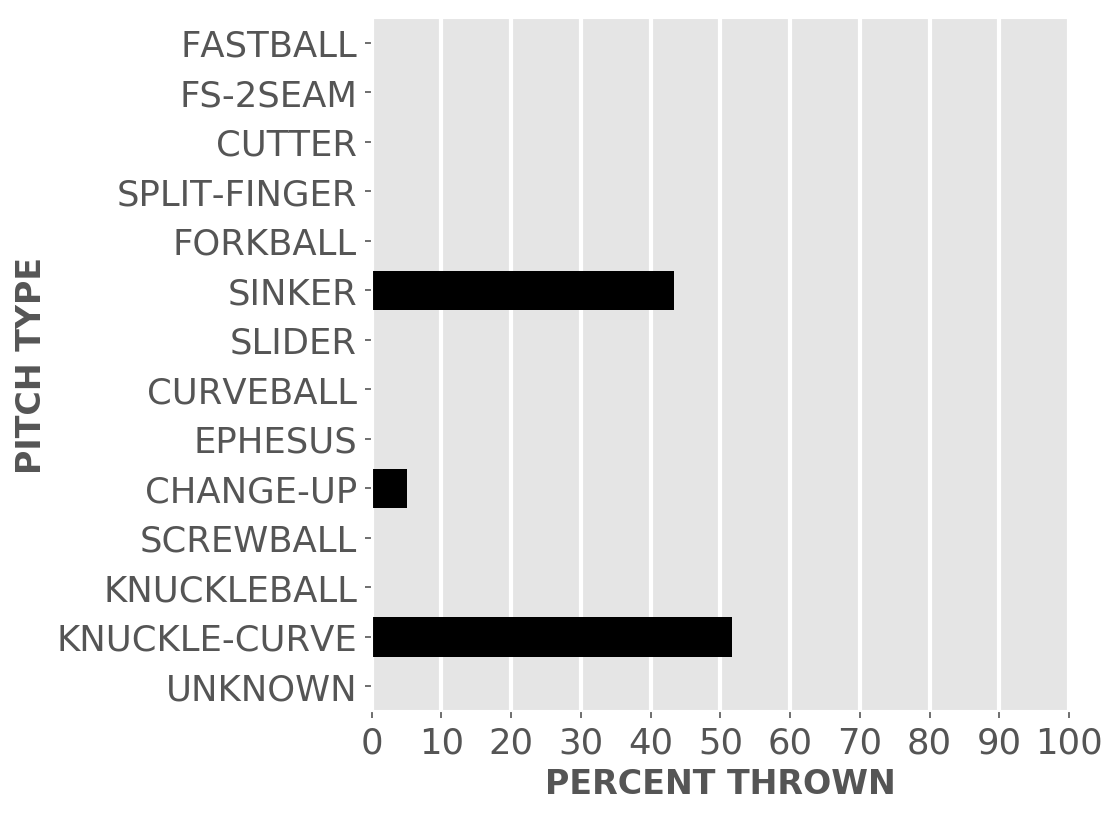 FASTBALL
FS-2SEAM
CUTTER
SPLIT-FINGER
FORKBALL
SINKER
SLIDER
CURVEBALL
EPHESUS
CHANGE-UP
SCREWBALL
KNUCKLEBALL
KNUCKLE-CURVE
UNKNOWN
PITCH TYPE
0 10 20 30 40 50 60 70 80 90 100
PERCENT THROWN